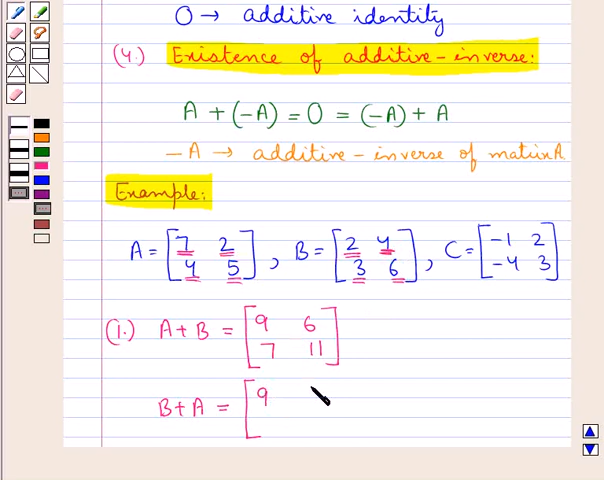 O → additive identity
(4.) Existence of additive-inverse:
A + (-A) = O = (-A) + A
-A → additive-inverse of matrix A.
Example:
A = [7 2
4 5], B = [2 4
3 6], C = [-1 2
-4 3]
(1.) A+B = [9 6
7 11]
B+A = [9